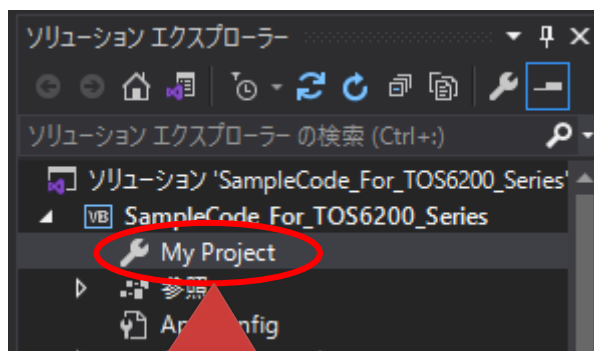 ソリューション エクスプローラー
ソリューション エクスプローラー の検索 (Ctrl+:)
ソリューション 'SampleCode_For_TOS6200_Series'
VB SampleCode_For_TOS6200_Series
My Project
参照